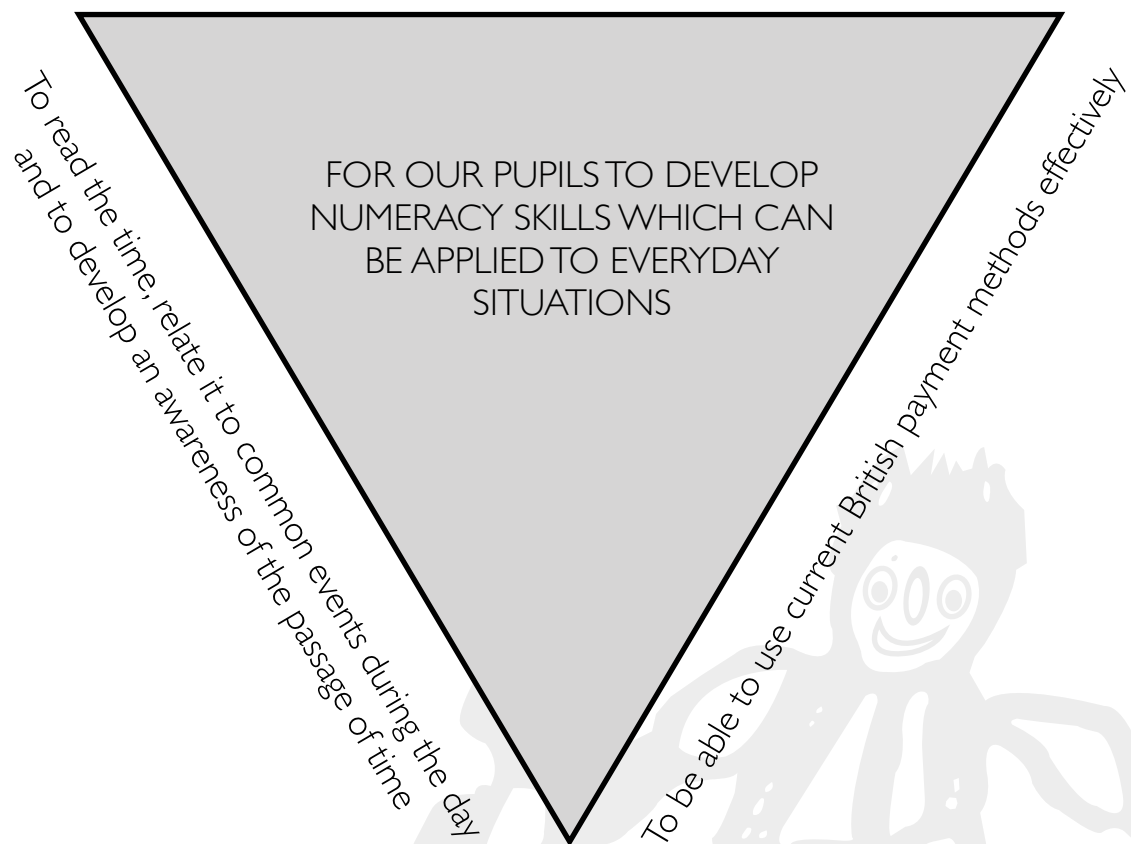 FOR OUR PUPILS TO DEVELOP
NUMERACY SKILLS WHICH CAN
BE APPLIED TO EVERYDAY
SITUATIONS
To read the time, relate it to common events during the day
and to develop an awareness of the passage of time
To be able to use current British payment methods effectively